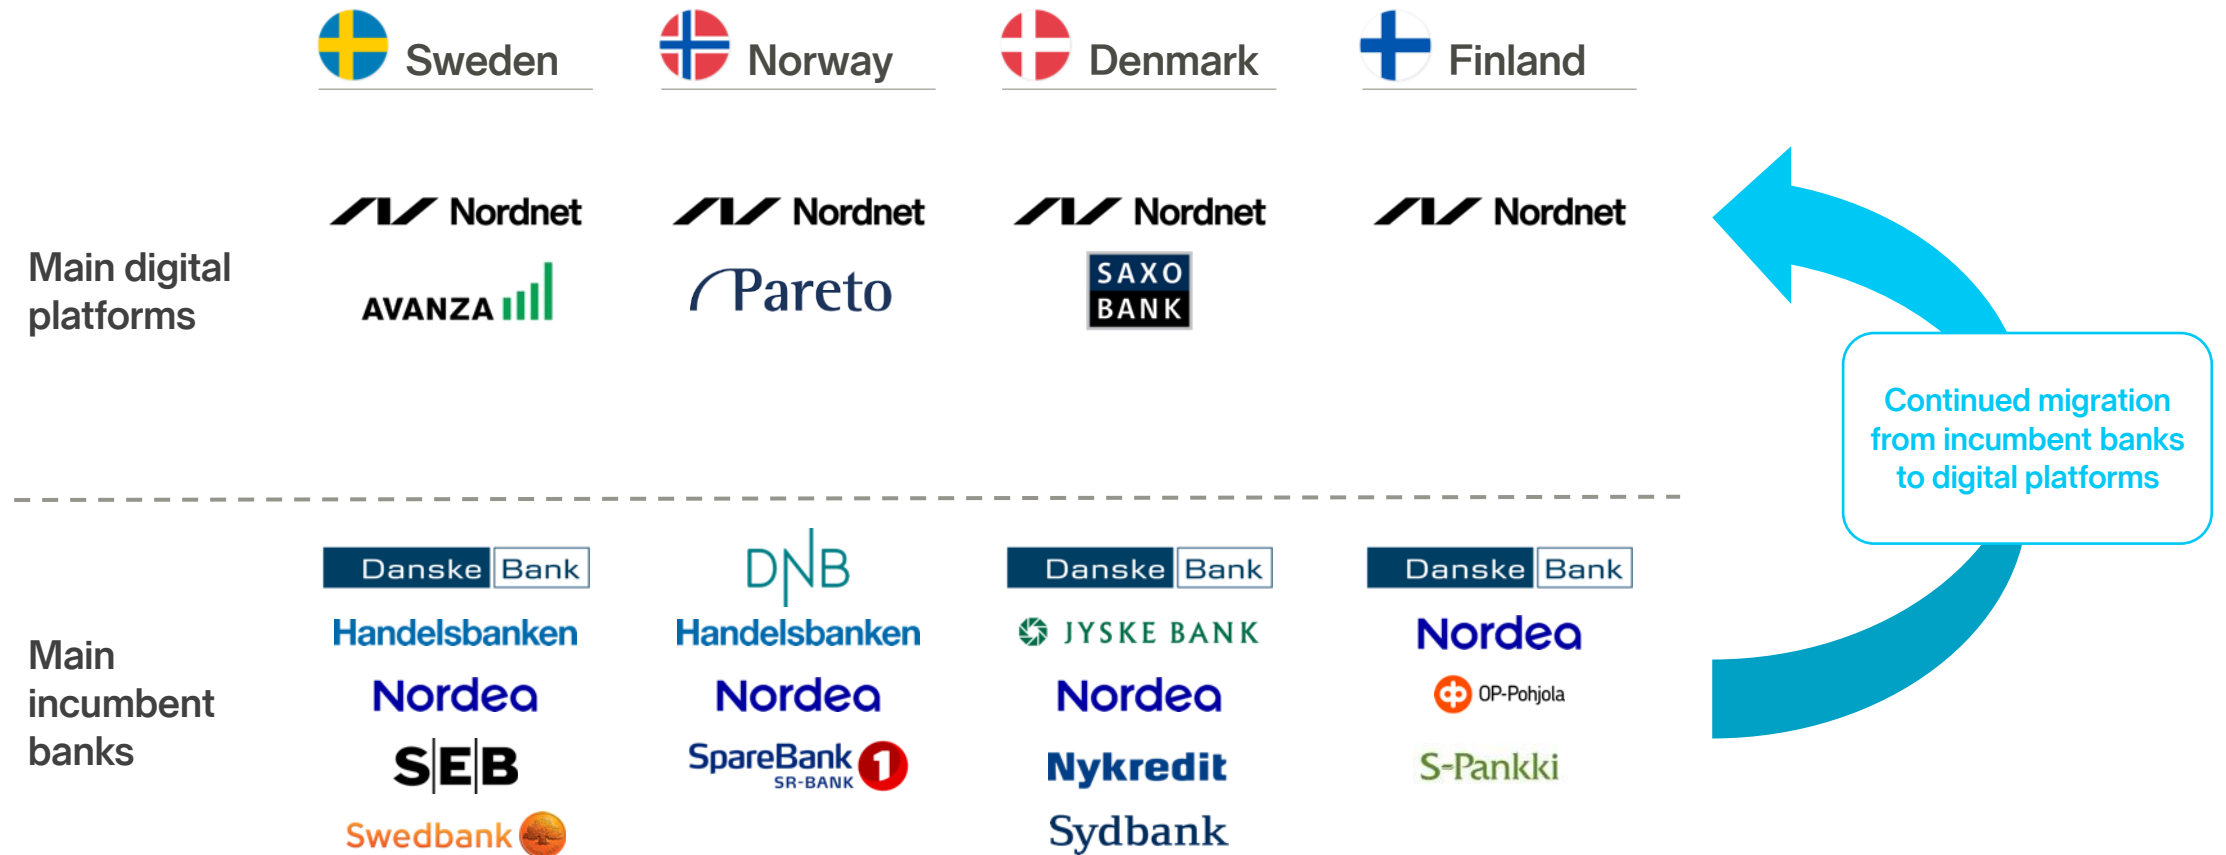 Sweden
Norway
Denmark
Finland
Main digital
platforms
Nordnet
Nordnet
Nordnet
Nordnet
AVANZA
Pareto
SAXO
BANK
Continued migration
from incumbent banks
to digital platforms
Main
incumbent
banks
Danske Bank
DNB
Danske Bank
Danske Bank
Handelsbanken
Handelsbanken
JYSKE BANK
Nordea
Nordea
Nordea
Nordea
OP-Pohjola
SEB
SpareBank 1
SR-BANK
Nykredit
S-Pankki
Swedbank
Sydbank